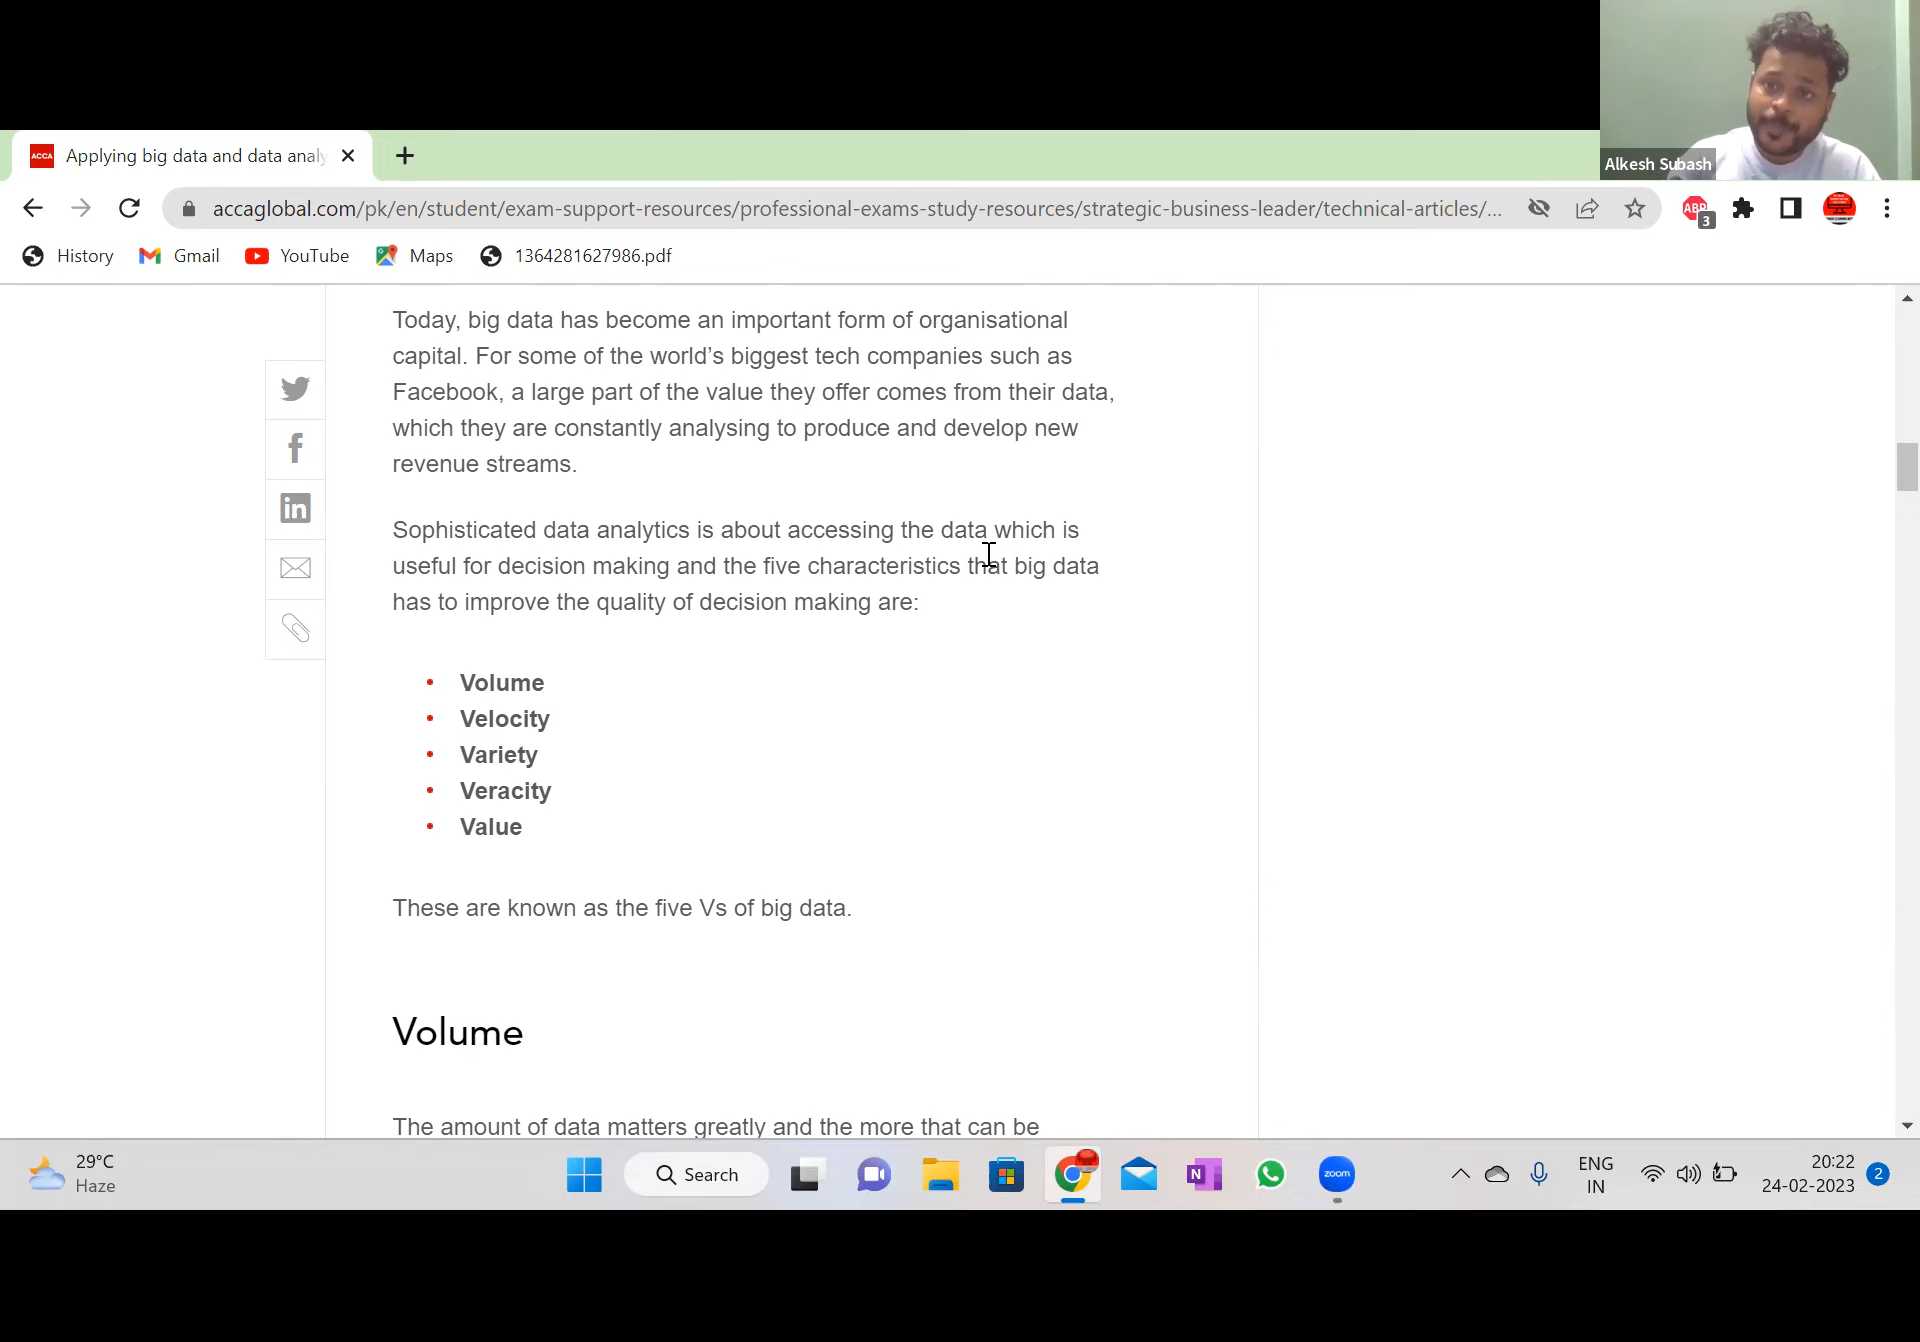 Alkesh Subash
ACCA Applying big data and data analy
accaglobal.com/pk/en/student/exam-support-resources/professional-exams-study-resources/strategic-business-leader/technical-articles/...
ABP
3
History Gmail YouTube Maps 1364281627986.pdf
Today, big data has become an important form of organisational
capital. For some of the world’s biggest tech companies such as
Facebook, a large part of the value they offer comes from their data,
which they are constantly analysing to produce and develop new
revenue streams.
Sophisticated data analytics is about accessing the data which is
useful for decision making and the five characteristics that big data
has to improve the quality of decision making are:
• Volume
• Velocity
• Variety
• Veracity
• Value
These are known as the five Vs of big data.
Volume
The amount of data matters greatly and the more that can be
29°C
Haze
Search
N
zoom
ENG
IN
20:22
24-02-2023
2